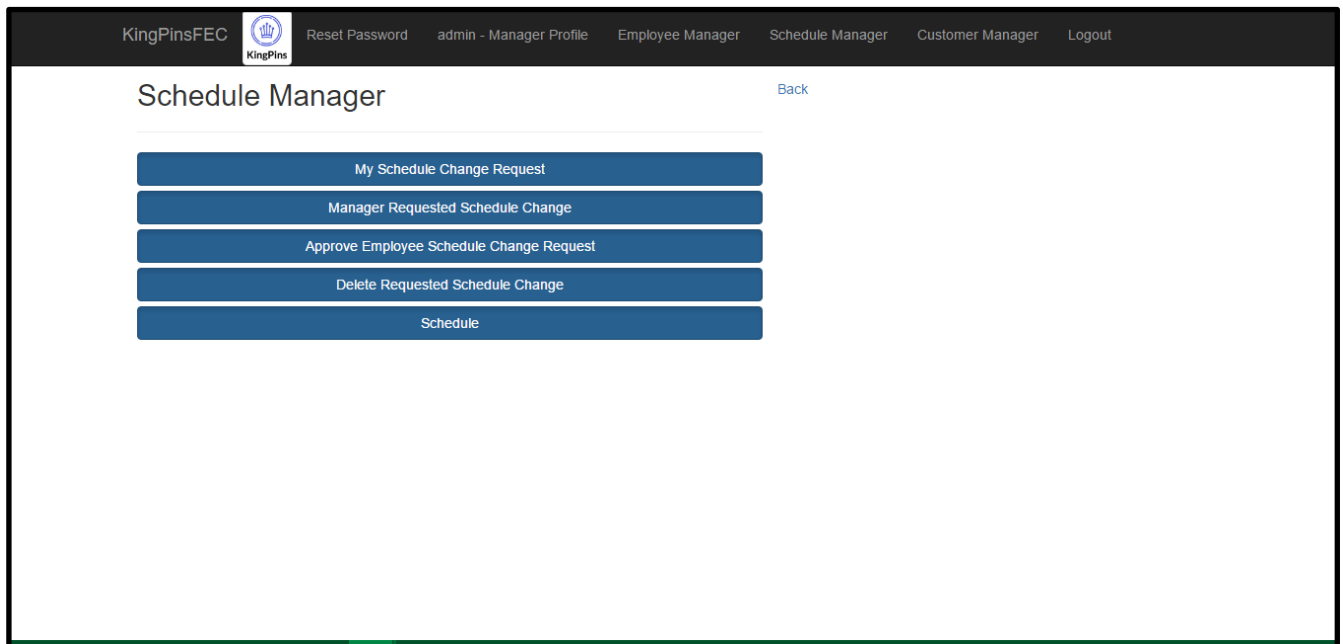 KingPinsFEC KingPins Reset Password admin - Manager Profile Employee Manager Schedule Manager Customer Manager Logout
Schedule Manager
Back
My Schedule Change Request
Manager Requested Schedule Change
Approve Employee Schedule Change Request
Delete Requested Schedule Change
Schedule